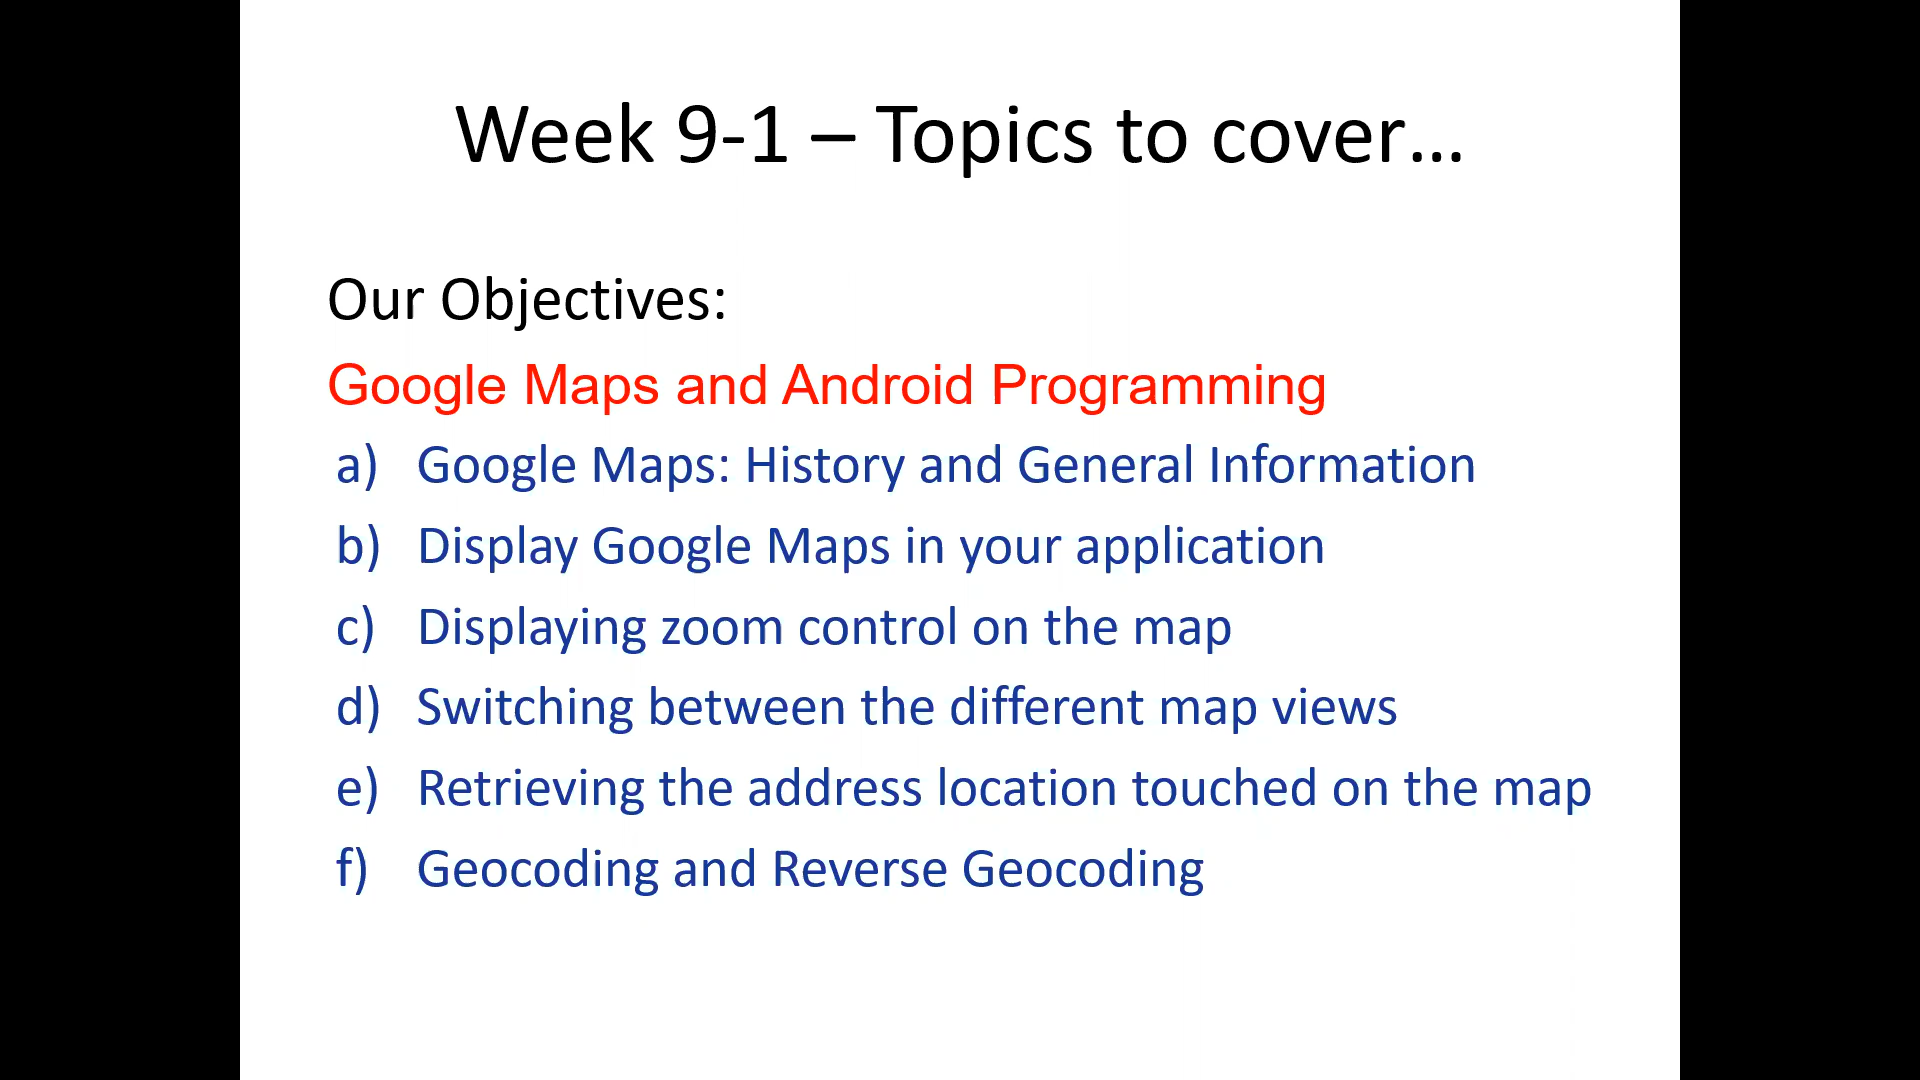 Week 9-1 – Topics to cover…
Our Objectives:
Google Maps and Android Programming
a) Google Maps: History and General Information
b) Display Google Maps in your application
c) Displaying zoom control on the map
d) Switching between the different map views
e) Retrieving the address location touched on the map
f) Geocoding and Reverse Geocoding